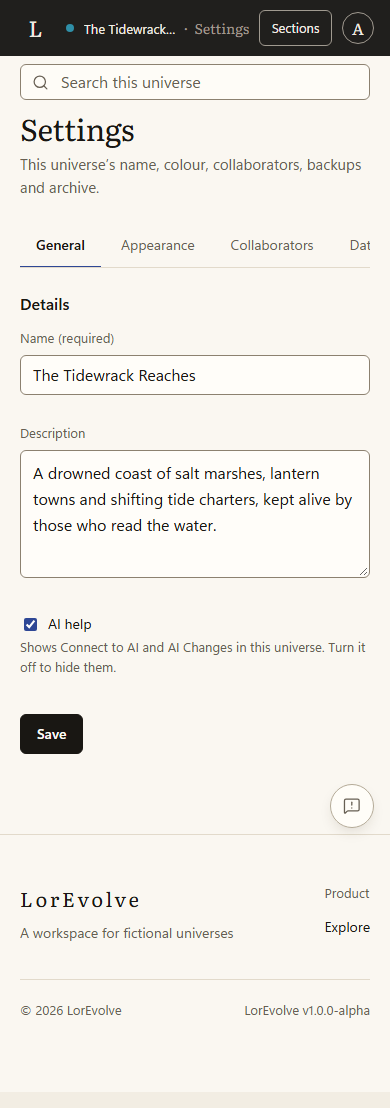 L
The Tidewrack... · Settings
Sections
A
Search this universe
Settings
This universe's name, colour, collaborators, backups
and archive.
General
Appearance
Collaborators
Dat
Details
Name (required)
The Tidewrack Reaches
Description
A drowned coast of salt marshes, lantern
towns and shifting tide charters, kept alive by
those who read the water.
AI help
Shows Connect to AI and AI Changes in this universe. Turn it
off to hide them.
Save
LorEvolve
A workspace for fictional universes
Product
Explore
© 2026 LorEvolve
LorEvolve v1.0.0-alpha